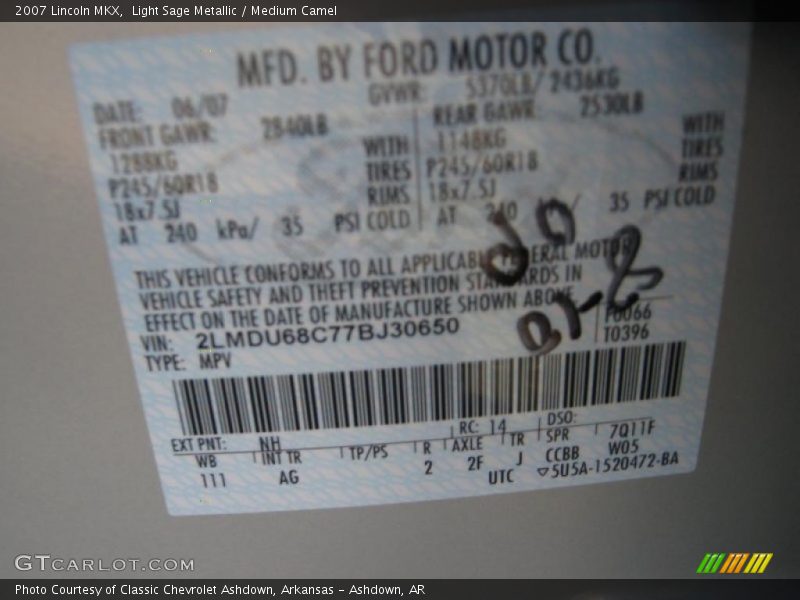 2007 Lincoln MKX, Light Sage Metallic / Medium Camel
MFD. BY FORD MOTOR CO.
DATE: 06/07 GVWR: 5370LB/ 2436KG
FRONT GAWR: 2840LB REAR GAWR: 2530LB
1288KG WITH 1148KG WITH
P245/60R18 TIRES P245/60R18 TIRES
18x7.5J RIMS 18x7.5J RIMS
AT 240 kPa/ 35 PSI COLD AT 240 35 PSI COLD
THIS VEHICLE CONFORMS TO ALL APPLICABLE FEDERAL MOTOR
VEHICLE SAFETY AND THEFT PREVENTION STANDARDS IN
EFFECT ON THE DATE OF MANUFACTURE SHOWN ABOVE.
VIN: 2LMDU68C77BJ30650 F0066
TYPE: MPV T0396
EXT PNT: NH RC: 14 DSO:
WB INT TR TP/PS R AXLE TR SPR 7Q11F
111 AG 2 2F J CCBB W05
UTC ▽5U5A-1520472-BA
GTCARLOT.COM
Photo Courtesy of Classic Chevrolet Ashdown, Arkansas - Ashdown, AR